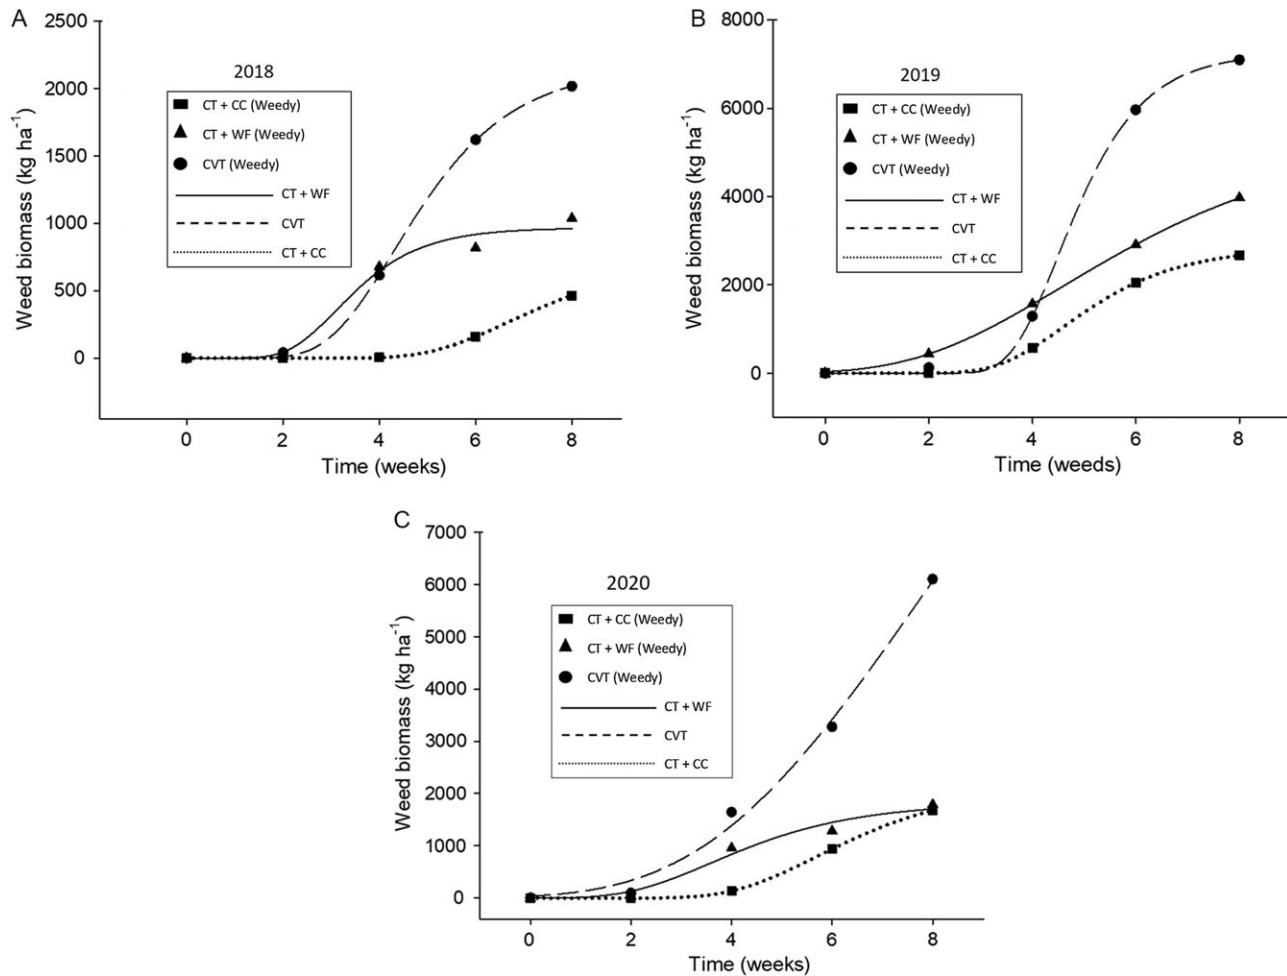 A
2018
CT + CC (Weedy)
CT + WF (Weedy)
CVT (Weedy)
CT + WF
CVT
CT + CC
Weed biomass (kg ha⁻¹)
2500
2000
1500
1000
500
0
0 2 4 6 8
Time (weeks)
B
2019
CT + CC (Weedy)
CT + WF (Weedy)
CVT (Weedy)
CT + WF
CVT
CT + CC
Weed biomass (kg ha⁻¹)
8000
6000
4000
2000
0
0 2 4 6 8
Time (weeds)
C
2020
CT + CC (Weedy)
CT + WF (Weedy)
CVT (Weedy)
CT + WF
CVT
CT + CC
Weed biomass (kg ha⁻¹)
7000
6000
5000
4000
3000
2000
1000
0
0 2 4 6 8
Time (weeks)